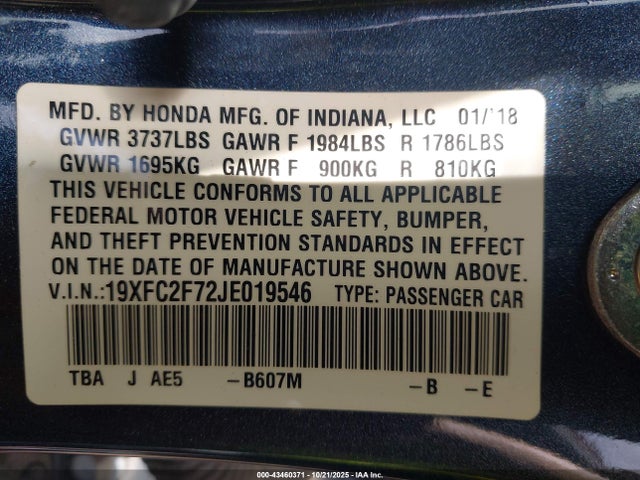 MFD. BY HONDA MFG. OF INDIANA, LLC 01/'18
GVWR 3737LBS GAWR F 1984LBS R 1786LBS
GVWR 1695KG GAWR F 900KG R 810KG
THIS VEHICLE CONFORMS TO ALL APPLICABLE
FEDERAL MOTOR VEHICLE SAFETY, BUMPER,
AND THEFT PREVENTION STANDARDS IN EFFECT
ON THE DATE OF MANUFACTURE SHOWN ABOVE.
V.I.N.:19XFC2F72JE019546 TYPE: PASSENGER CAR
TBA J AE5 –B607M –B –E
000-43460371 - 10/21/2025 - IAA Inc.